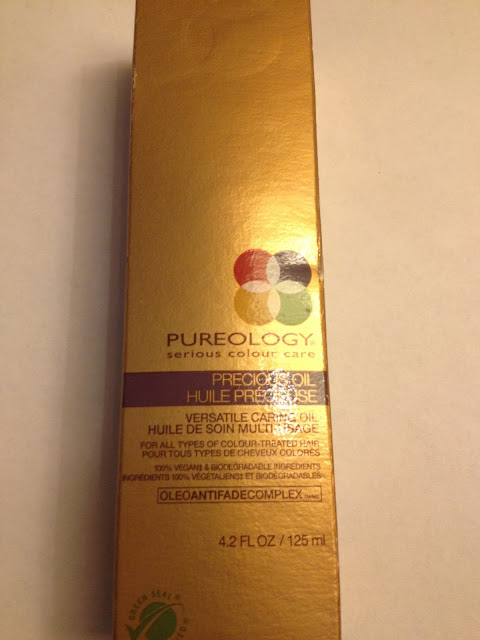 PUREOLOGY®
serious colour care
PRECIOUS OIL
HUILE PRÉCIEUSE
VERSATILE CARING OIL
HUILE DE SOIN MULTI-USAGE
FOR ALL TYPES OF COLOUR-TREATED HAIR
POUR TOUS TYPES DE CHEVEUX COLORÉS
100% VEGAN‡ & BIODEGRADABLE INGREDIENTS
INGRÉDIENTS 100% VÉGÉTALIENS‡ ET BIODÉGRADABLES
OLEOANTIFADECOMPLEX
4.2 FL OZ / 125 ml
GREEN SEAL®